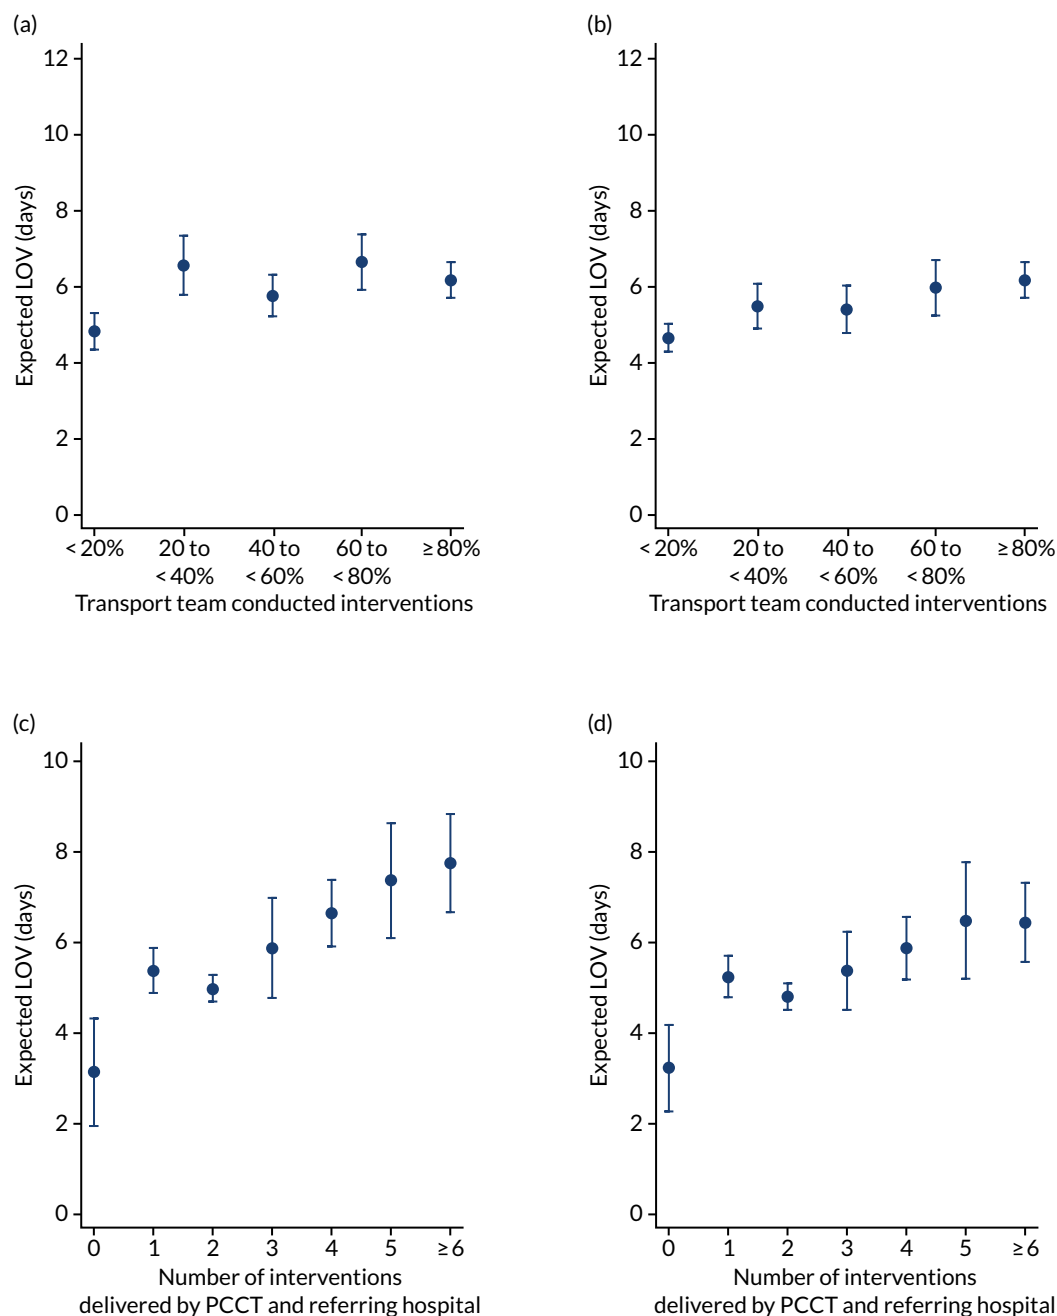 (a)
Expected LOV (days)
12
10
8
6
4
2
0
<20% 20 to 40 to 60 to ≥80%
<40% <60% <80%
Transport team conducted interventions
(b)
Expected LOV (days)
12
10
8
6
4
2
0
<20% 20 to 40 to 60 to ≥80%
<40% <60% <80%
Transport team conducted interventions
(c)
Expected LOV (days)
10
8
6
4
2
0
0 1 2 3 4 5 ≥6
Number of interventions
delivered by PCCT and referring hospital
(d)
Expected LOV (days)
10
8
6
4
2
0
0 1 2 3 4 5 ≥6
Number of interventions
delivered by PCCT and referring hospital